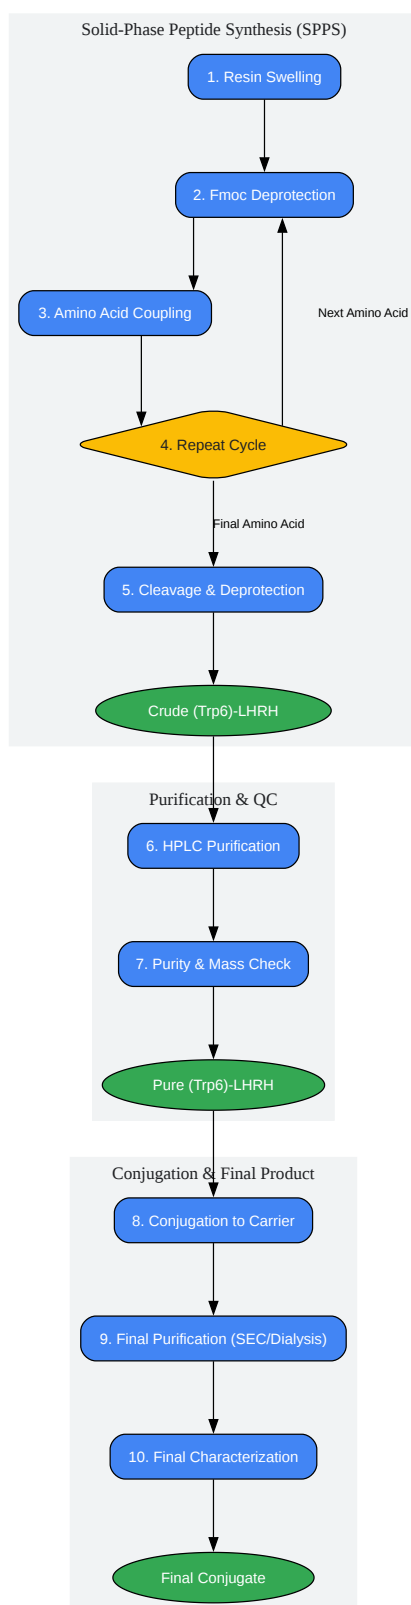 Solid-Phase Peptide Synthesis (SPPS)
1. Resin Swelling
2. Fmoc Deprotection
3. Amino Acid Coupling
Next Amino Acid
4. Repeat Cycle
Final Amino Acid
5. Cleavage & Deprotection
Crude (Trp6)-LHRH
Purification & QC
6. HPLC Purification
7. Purity & Mass Check
Pure (Trp6)-LHRH
Conjugation & Final Product
8. Conjugation to Carrier
9. Final Purification (SEC/Dialysis)
10. Final Characterization
Final Conjugate